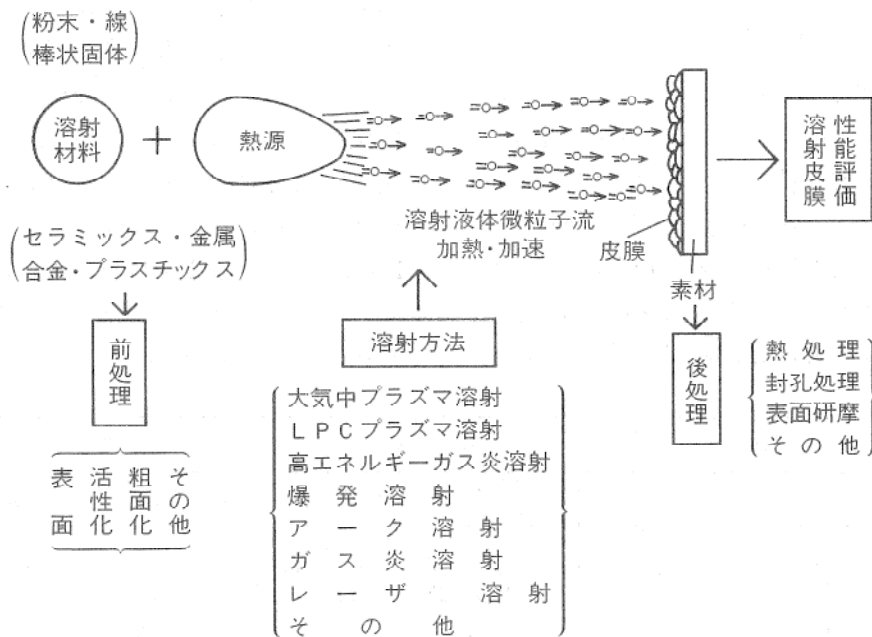 (粉末・線
棒状固体)
溶射
材料
+
熱源
溶射液体微粒子流
加熱・加速
皮膜
素材
溶射皮膜
性能評価
(セラミックス・金属
合金・プラスチックス)
前処理
表面
活性化
粗面化
その他
溶射方法
大気中プラズマ溶射
LPCプラズマ溶射
高エネルギーガス炎溶射
爆発溶射
アーク溶射
ガス炎溶射
レーザ溶射
その他
後処理
熱処理
封孔処理
表面研摩
その他